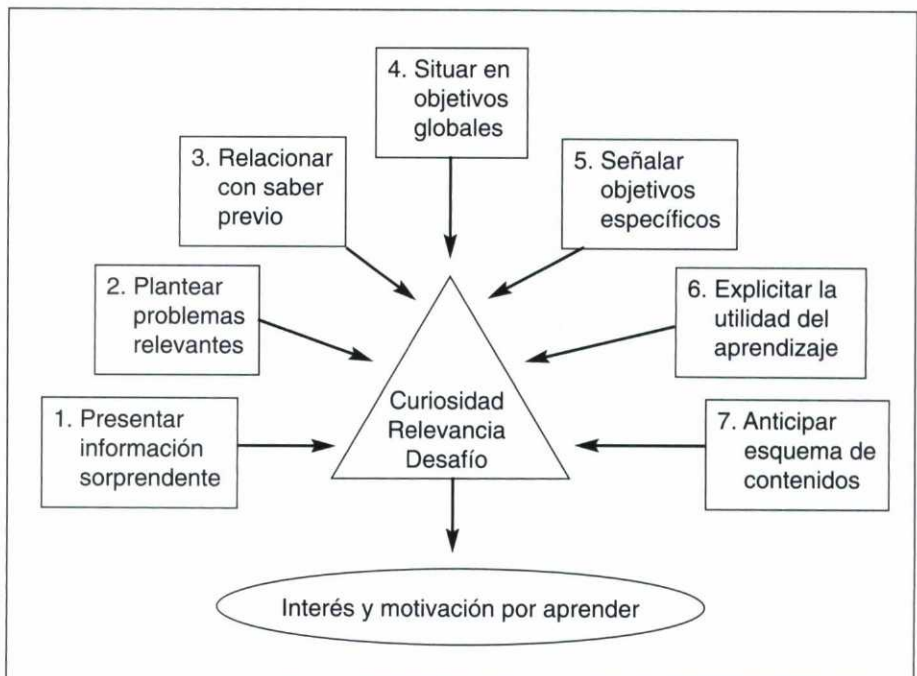 4. Situar en
objetivos
globales
3. Relacionar
con saber
previo
5. Señalar
objetivos
específicos
2. Plantear
problemas
relevantes
6. Explicitar la
utilidad del
aprendizaje
1. Presentar
información
sorprendente
Curiosidad
Relevancia
Desafío
7. Anticipar
esquema de
contenidos
Interés y motivación por aprender